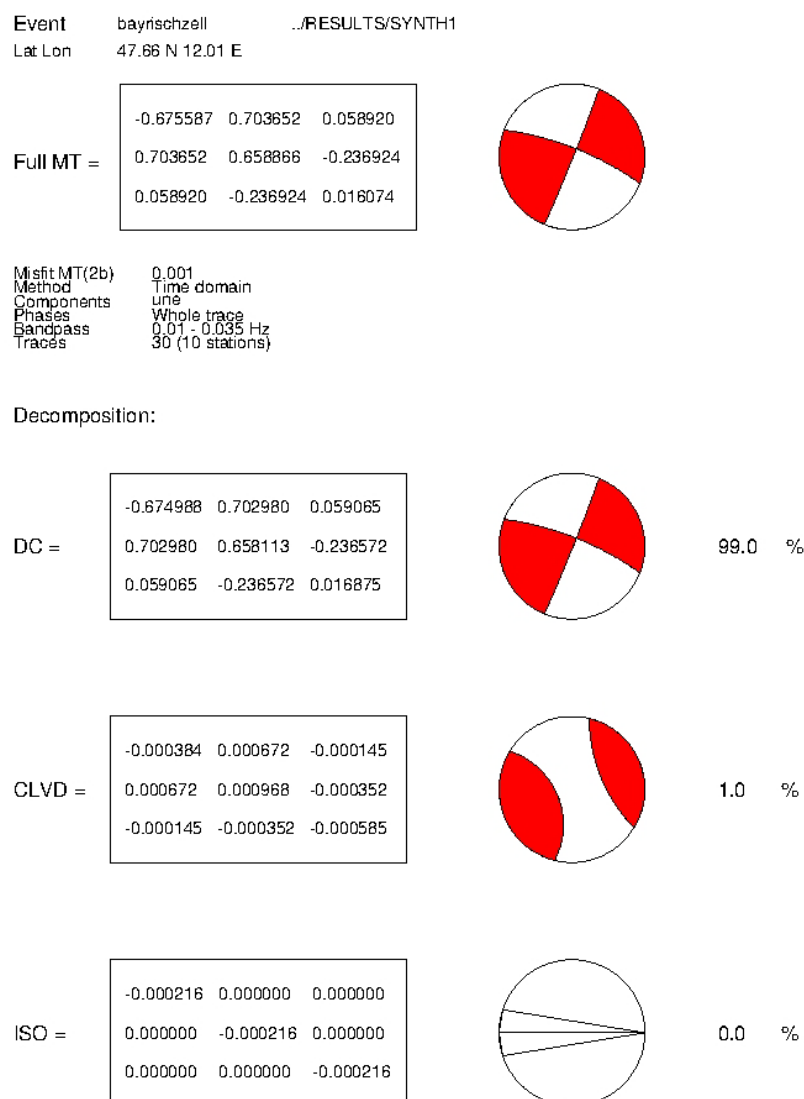 Event bayrischzell ../RESULTS/SYNTH1
Lat Lon 47.66 N 12.01 E
-0.675587 0.703652 0.058920
Full MT = 0.703652 0.658866 -0.236924
0.058920 -0.236924 0.016074
Misfit MT(2b) 0.001
Method Time domain
Components une
Phases Whole trace
Bandpass 0.01 - 0.035 Hz
Traces 30 (10 stations)
Decomposition:
-0.674988 0.702980 0.059065
DC = 0.702980 0.658113 -0.236572 99.0 %
0.059065 -0.236572 0.016875
-0.000384 0.000672 -0.000145
CLVD = 0.000672 0.000968 -0.000352 1.0 %
-0.000145 -0.000352 -0.000585
-0.000216 0.000000 0.000000
ISO = 0.000000 -0.000216 0.000000 0.0 %
0.000000 0.000000 -0.000216